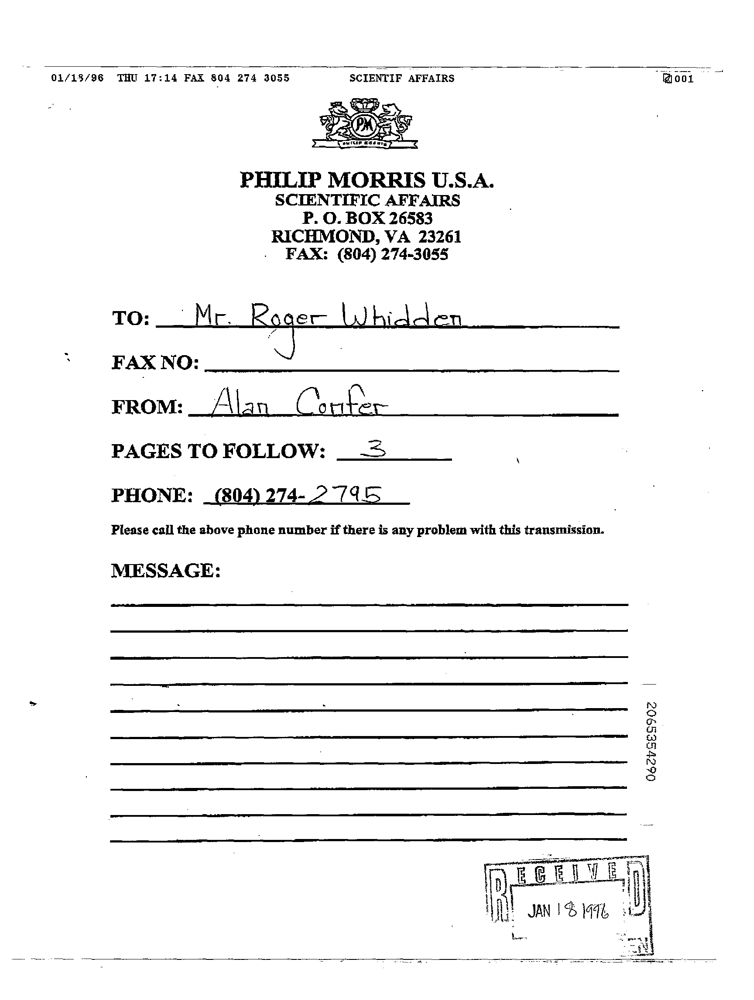 01/18/96 THU 17:14 FAX 804 274 3055 SCIENTIF AFFAIRS 001
PM
PHILIP MORRIS
PHILIP MORRIS U.S.A.
SCIENTIFIC AFFAIRS
P. O. BOX 26583
RICHMOND, VA 23261
FAX: (804) 274-3055
TO: Mr. Roger Whidden
FAX NO:
FROM: Alan Confer
PAGES TO FOLLOW: 3
PHONE: (804) 274-2795
Please call the above phone number if there is any problem with this transmission.
MESSAGE:
2065354290
RECEIVED
JAN 18 1996